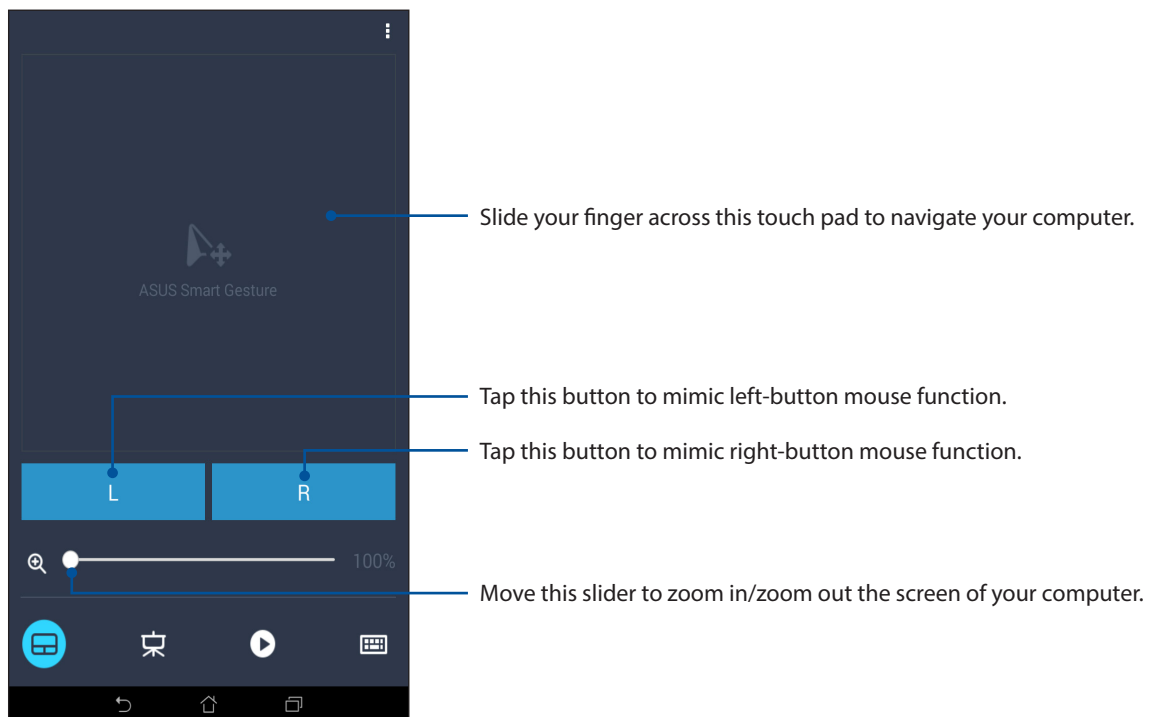 Slide your finger across this touch pad to navigate your computer.
ASUS Smart Gesture
Tap this button to mimic left-button mouse function.
Tap this button to mimic right-button mouse function.
L R
100%
Move this slider to zoom in/zoom out the screen of your computer.